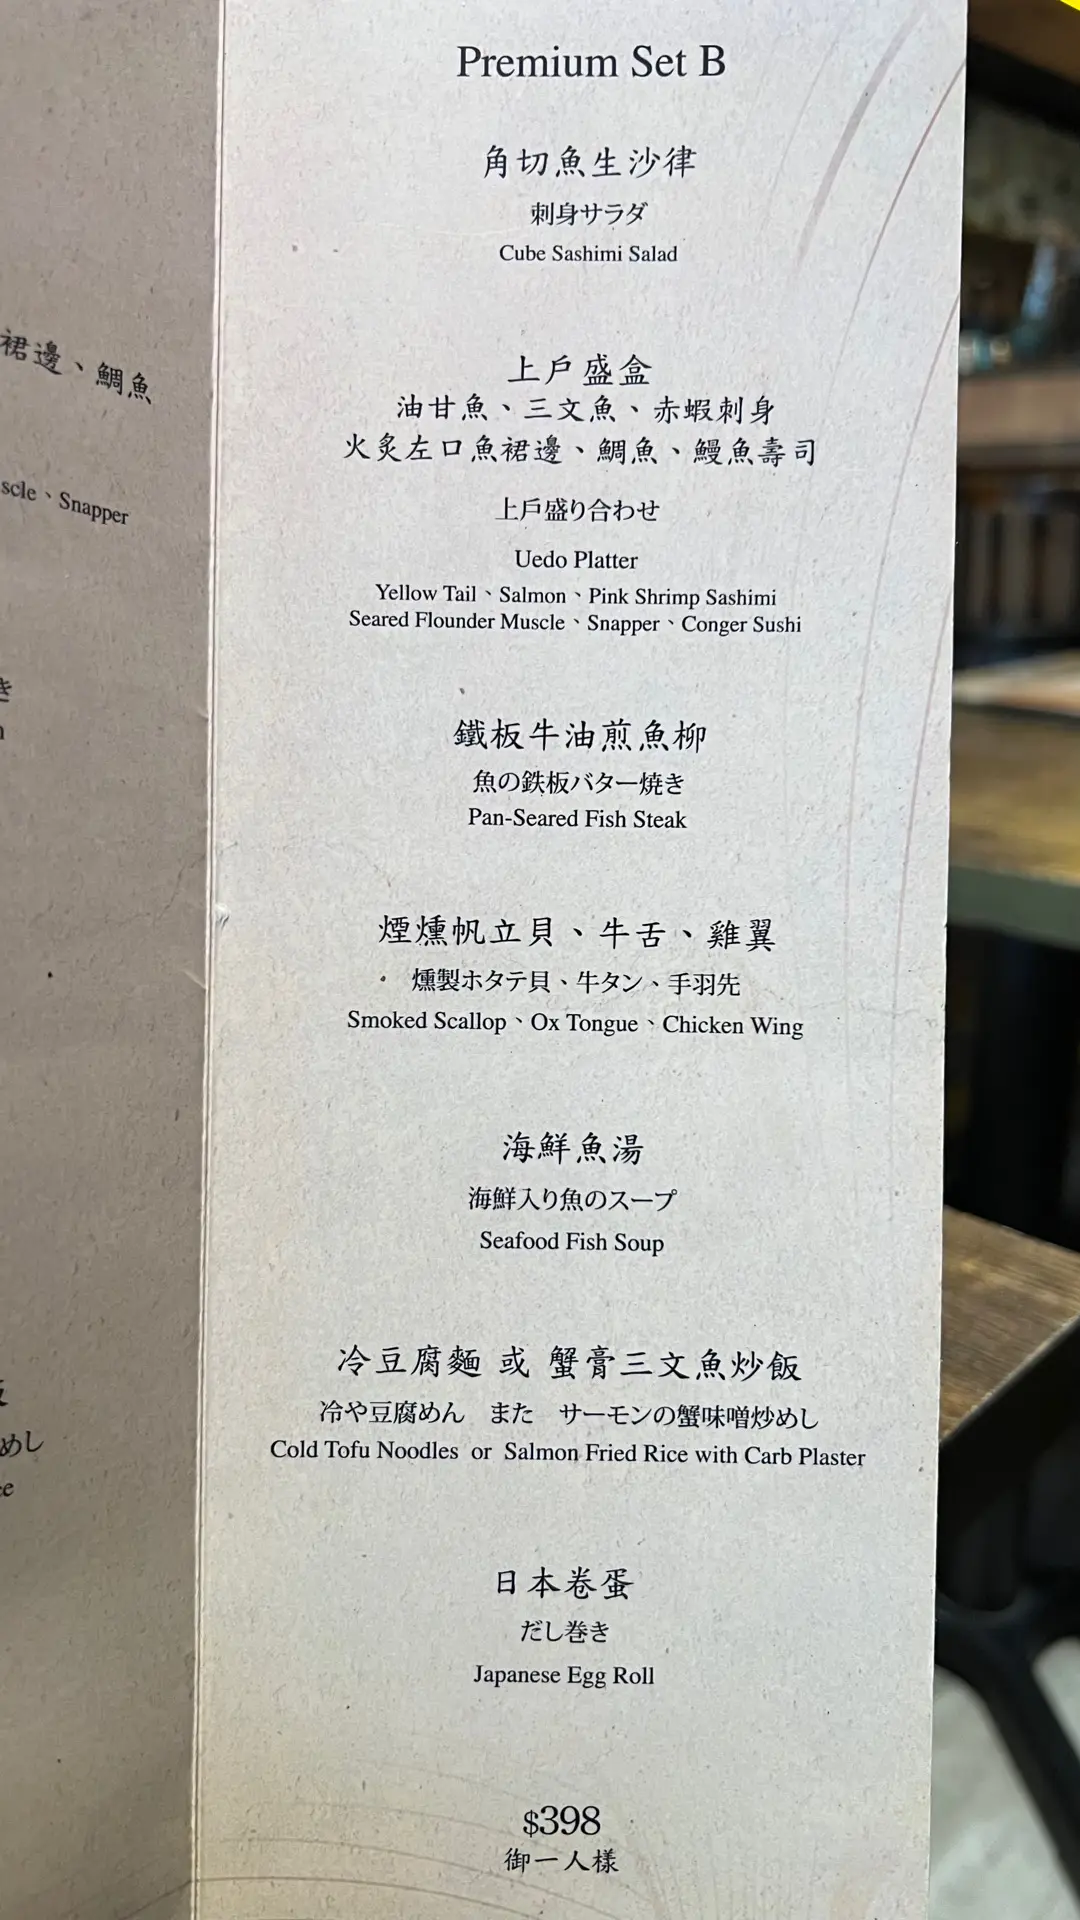 Premium Set B
角切魚生沙律
刺身サラダ
Cube Sashimi Salad
上戶盛盒
油甘魚、三文魚、赤蝦刺身
火炙左口魚裙邊、鯛魚、鰻魚壽司
上戶盛り合わせ
Uedo Platter
Yellow Tail、Salmon、Pink Shrimp Sashimi
Seared Flounder Muscle、Snapper、Conger Sushi
鐵板牛油煎魚柳
魚の鉄板バター焼き
Pan-Seared Fish Steak
煙燻帆立貝、牛舌、雞翼
燻製ホタテ貝、牛タン、手羽先
Smoked Scallop、Ox Tongue、Chicken Wing
海鮮魚湯
海鮮入り魚のスープ
Seafood Fish Soup
冷豆腐麵 或 蟹膏三文魚炒飯
冷や豆腐めん また サーモンの蟹味噌炒めし
Cold Tofu Noodles or Salmon Fried Rice with Carb Plaster
日本卷蛋
だし巻き
Japanese Egg Roll
$398
御一人様
裙邊、鯛魚
scle、Snapper
き
めし